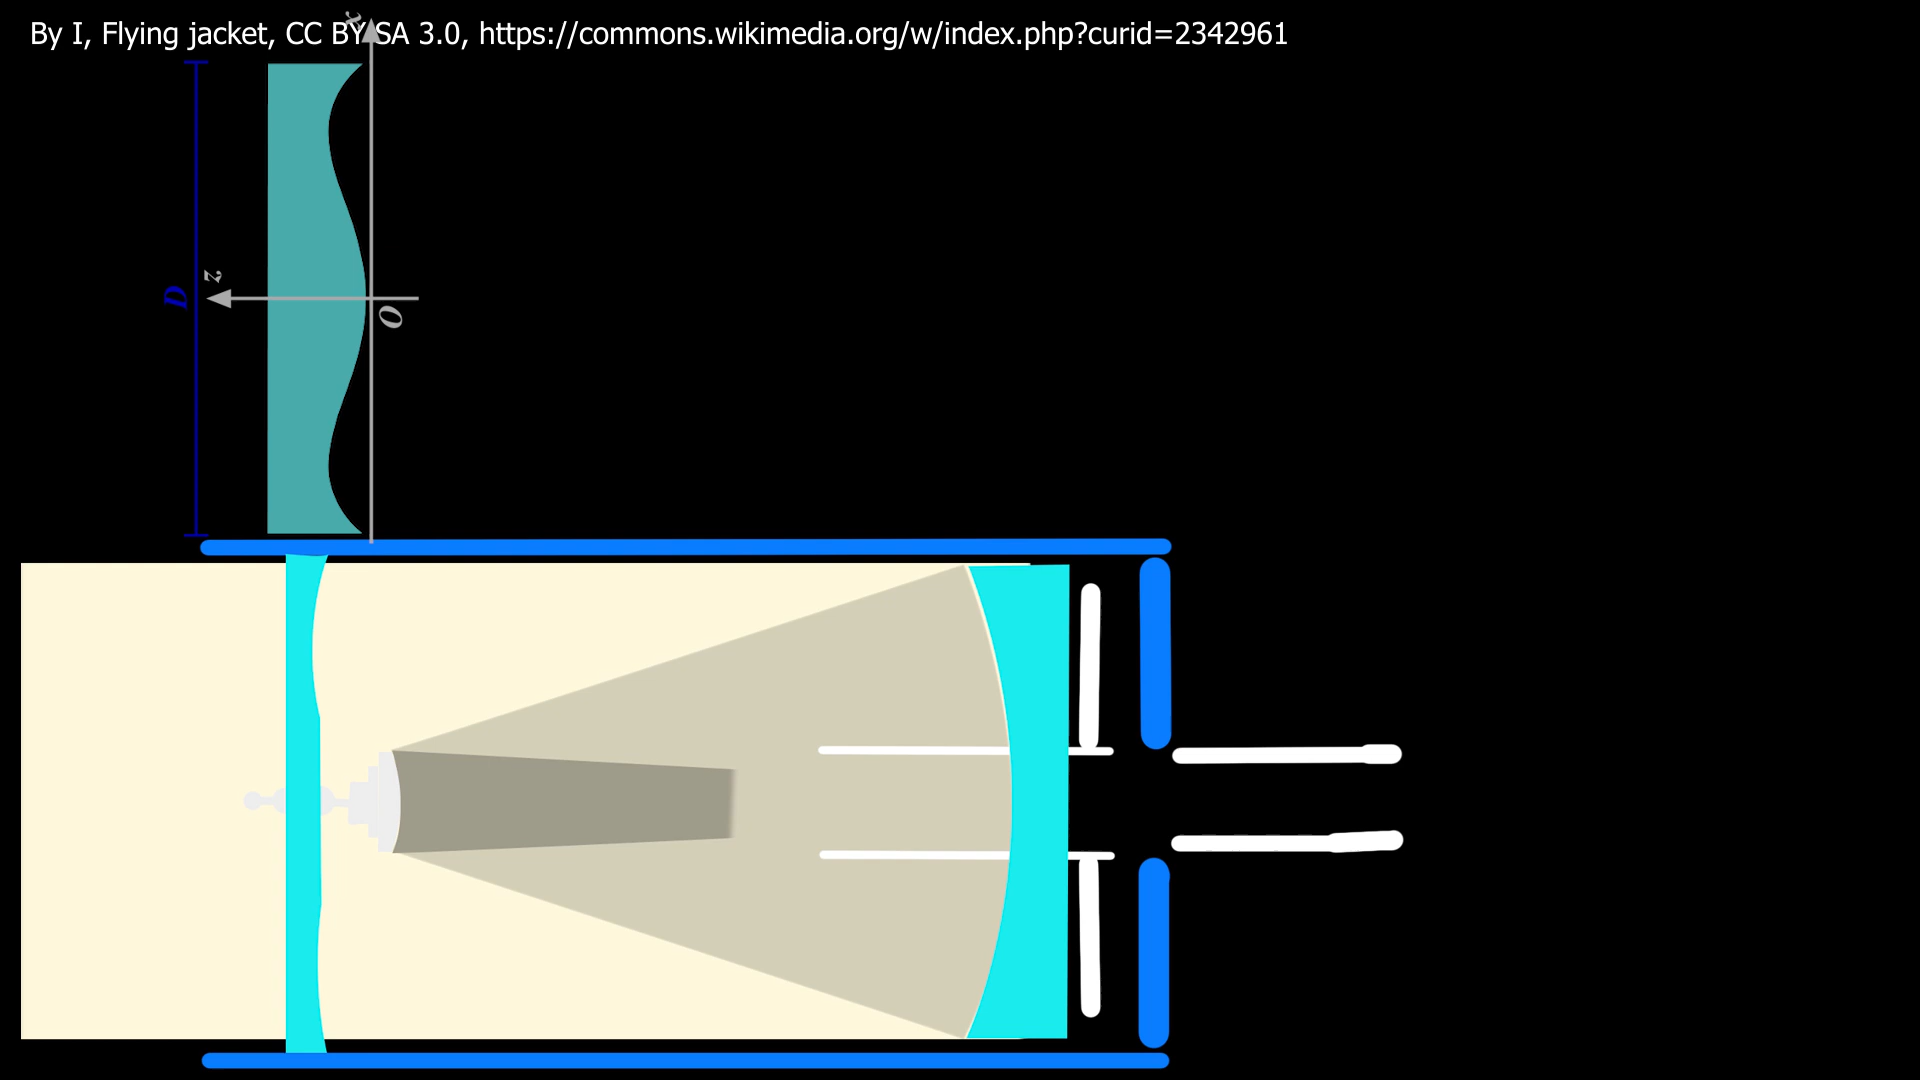 By I, Flying jacket, CC BY-SA 3.0, https://commons.wikimedia.org/w/index.php?curid=2342961
x
z
D
O